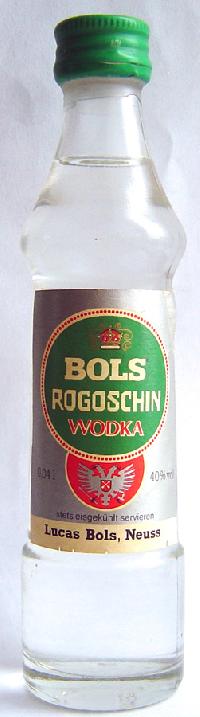 BOLS
ROGOSCHIN
WODKA
0,04 l 40% vol
stets eisgekühlt servieren
Lucas Bols, Neuss